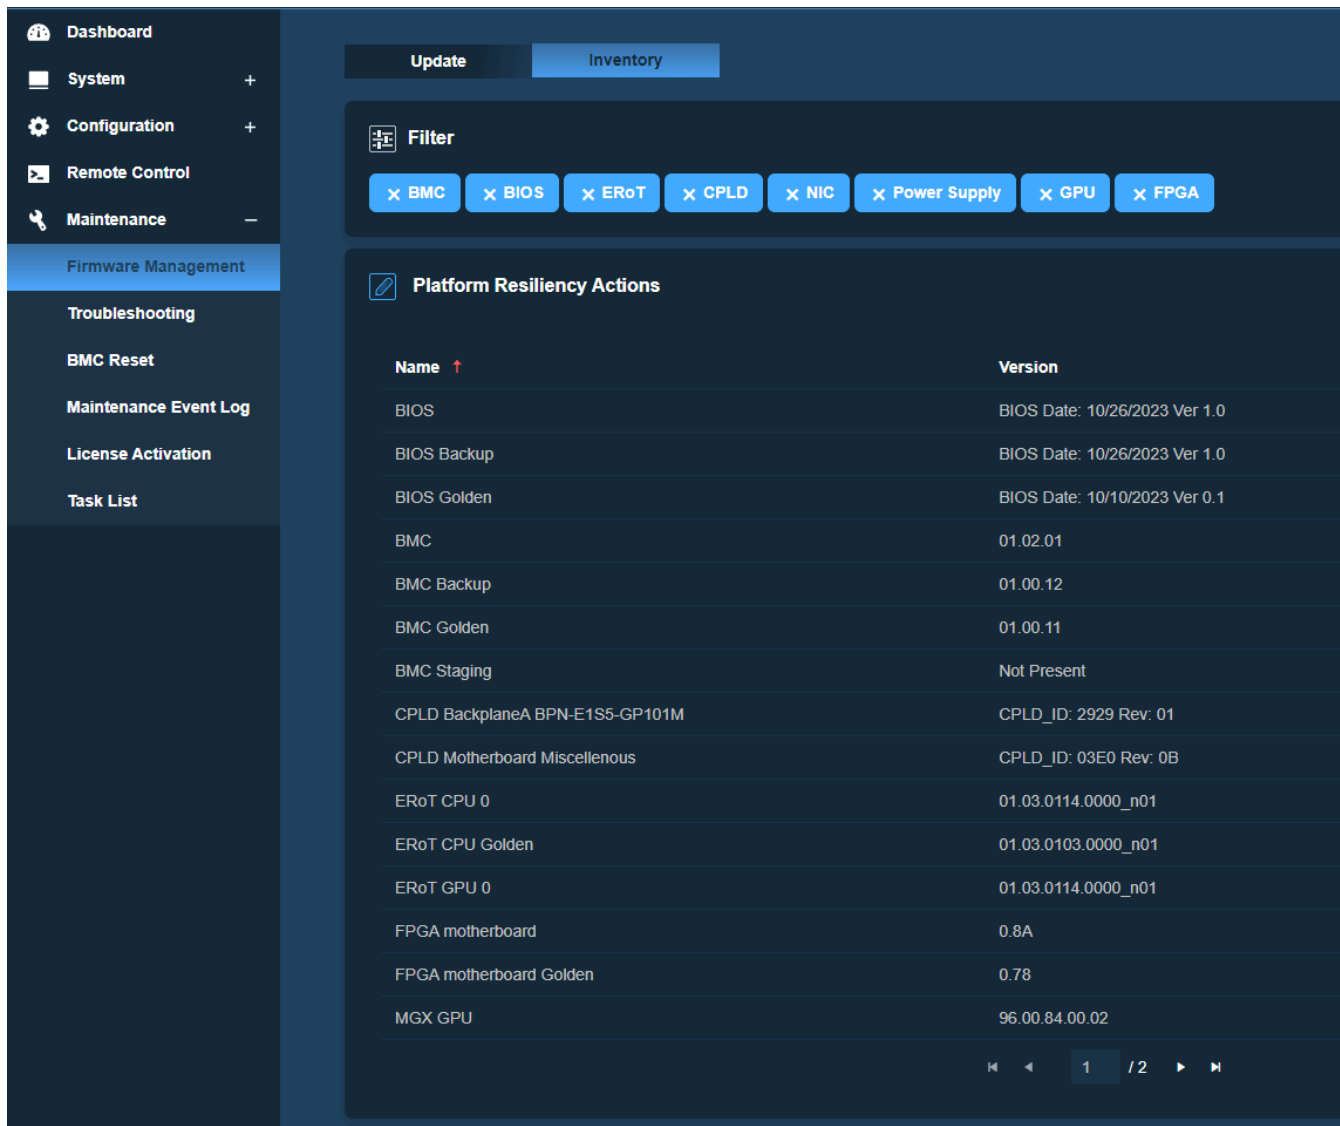 Dashboard
System +
Configuration +
Remote Control
Maintenance –
Firmware Management
Troubleshooting
BMC Reset
Maintenance Event Log
License Activation
Task List
Update Inventory
Filter
× BMC × BIOS × ERoT × CPLD × NIC × Power Supply × GPU × FPGA
Platform Resiliency Actions
Name ↑ Version
BIOS BIOS Date: 10/26/2023 Ver 1.0
BIOS Backup BIOS Date: 10/26/2023 Ver 1.0
BIOS Golden BIOS Date: 10/10/2023 Ver 0.1
BMC 01.02.01
BMC Backup 01.00.12
BMC Golden 01.00.11
BMC Staging Not Present
CPLD BackplaneA BPN-E1S5-GP101M CPLD_ID: 2929 Rev: 01
CPLD Motherboard Miscellenous CPLD_ID: 03E0 Rev: 0B
ERoT CPU 0 01.03.0114.0000_n01
ERoT CPU Golden 01.03.0103.0000_n01
ERoT GPU 0 01.03.0114.0000_n01
FPGA motherboard 0.8A
FPGA motherboard Golden 0.78
MGX GPU 96.00.84.00.02
1 / 2